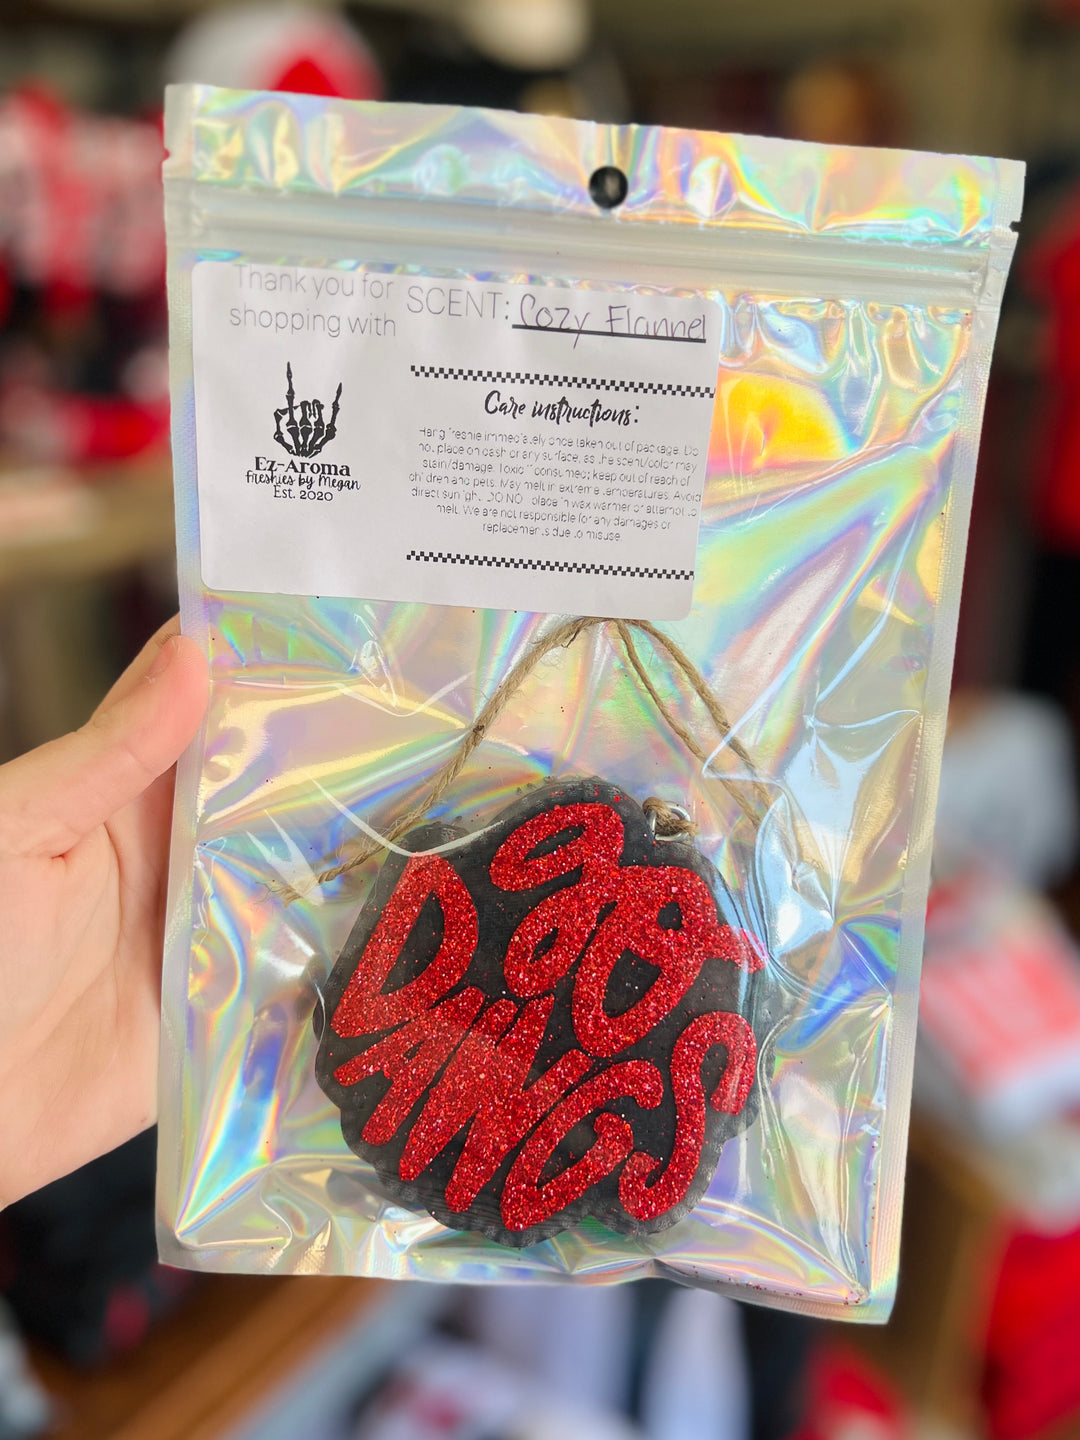 Thank you for
shopping with
Ez-Aroma
freshies by Megan
Est. 2020
SCENT: Cozy Flannel
Care instructions:
Hang freshie immediately once taken out of package. Do
not place on dash or any surface, as the scent/color may
stain/damage. Toxic if consumed; keep out of reach of
children and pets. May melt in extreme temperatures. Avoid
direct sunlight. DO NOT place in wax warmer or attempt to
melt. We are not responsible for any damages or
replacements due to misuse.
GO
DAWGS